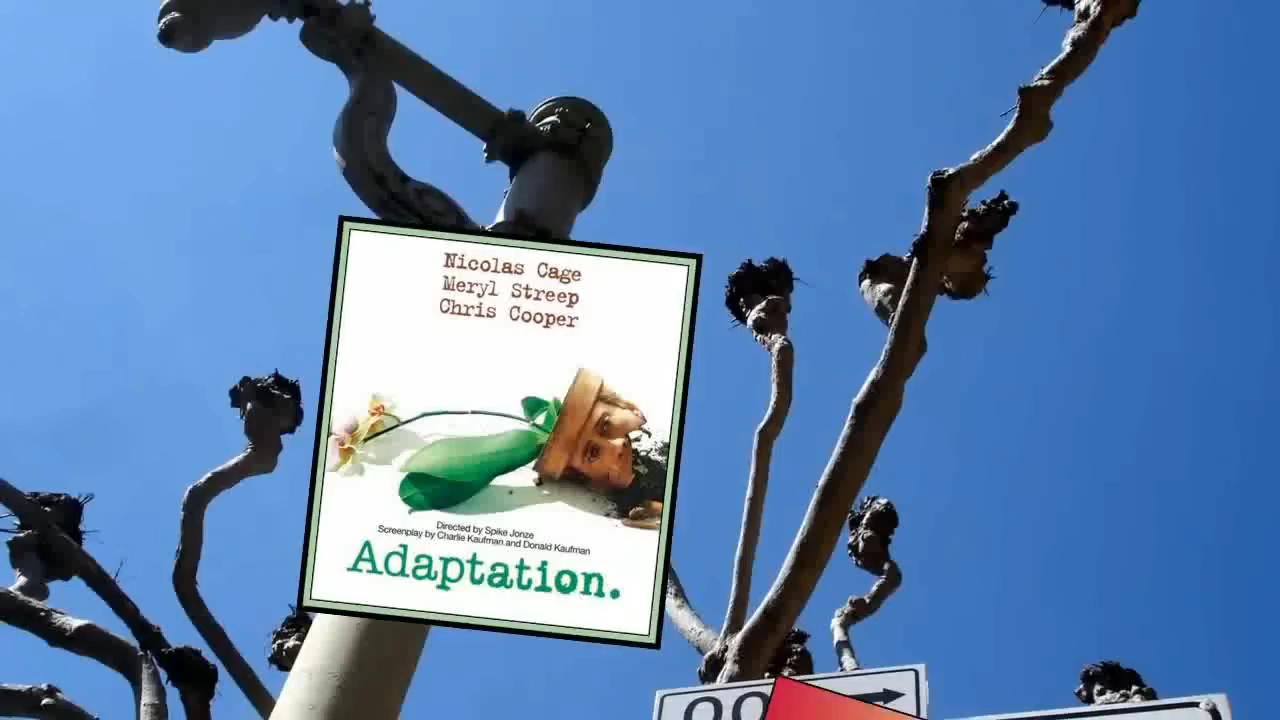 Nicolas Cage
Meryl Streep
Chris Cooper
Directed by Spike Jonze
Screenplay by Charlie Kaufman and Donald Kaufman
Adaptation.